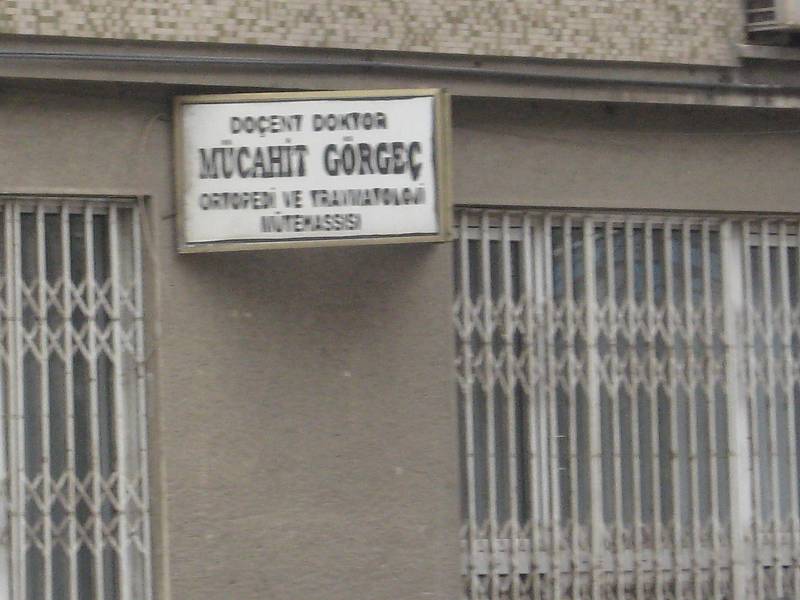 DOÇENT DOKTOR
MÜCAHİT GÖRGEÇ
ORTOPEDİ VE TRAVMATOLOJİ
MÜTEHASSISI